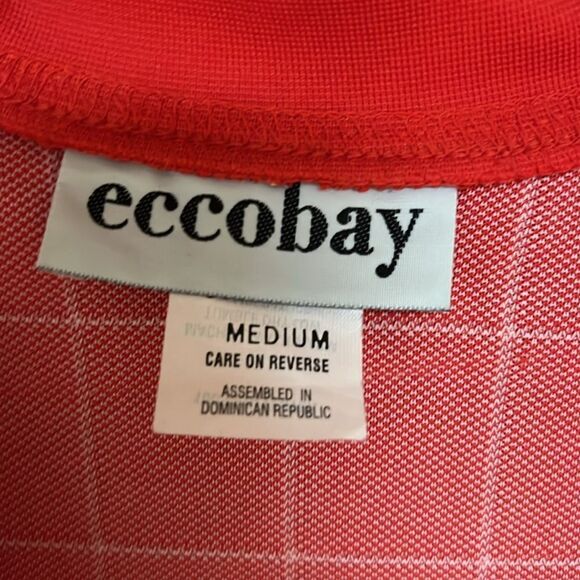 eccobay
MEDIUM
CARE ON REVERSE
ASSEMBLED IN
DOMINICAN REPUBLIC